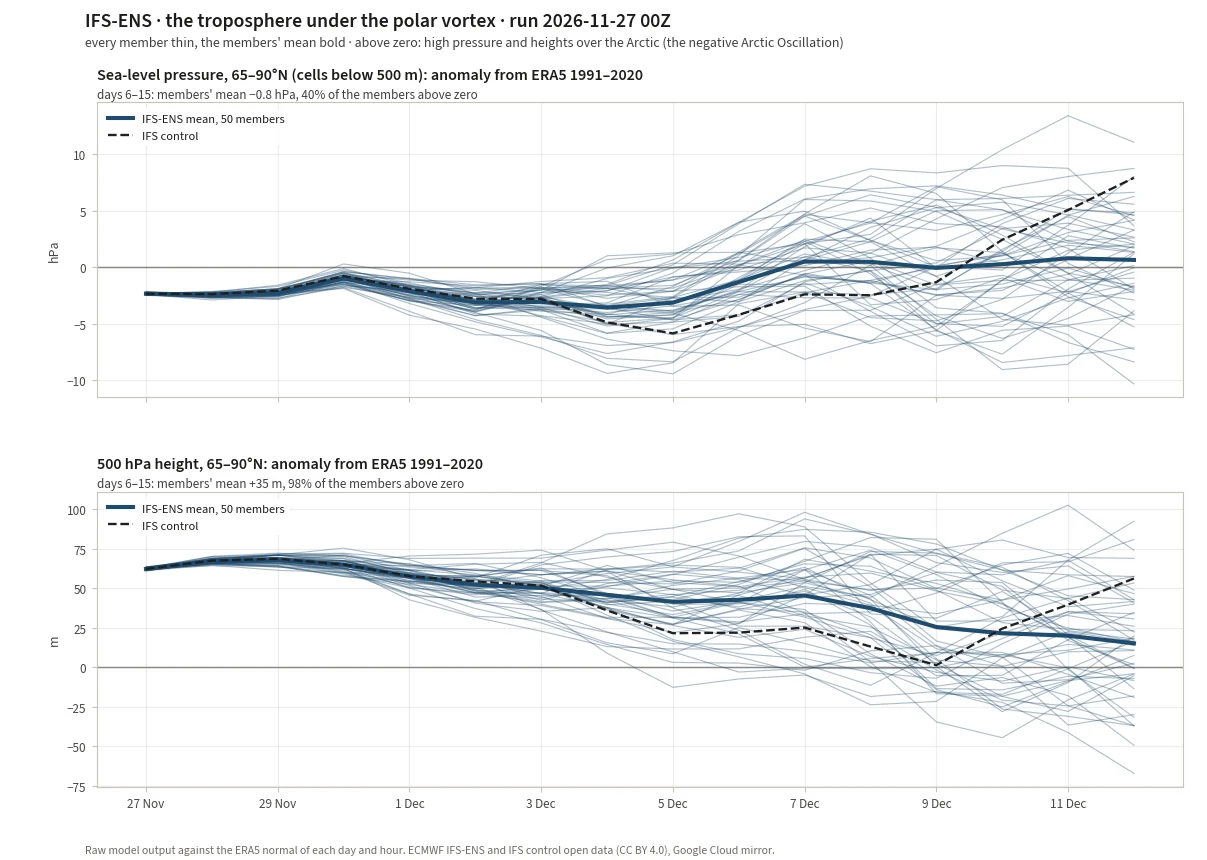 IFS-ENS · the troposphere under the polar vortex · run 2026-11-27 00Z
every member thin, the members' mean bold · above zero: high pressure and heights over the Arctic (the negative Arctic Oscillation)
Sea-level pressure, 65–90°N (cells below 500 m): anomaly from ERA5 1991–2020
days 6–15: members' mean −0.8 hPa, 40% of the members above zero
IFS-ENS mean, 50 members
IFS control
10
5
0
−5
−10
hPa
500 hPa height, 65–90°N: anomaly from ERA5 1991–2020
days 6–15: members' mean +35 m, 98% of the members above zero
IFS-ENS mean, 50 members
IFS control
100
75
50
25
0
−25
−50
−75
m
27 Nov
29 Nov
1 Dec
3 Dec
5 Dec
7 Dec
9 Dec
11 Dec
Raw model output against the ERA5 normal of each day and hour. ECMWF IFS-ENS and IFS control open data (CC BY 4.0), Google Cloud mirror.